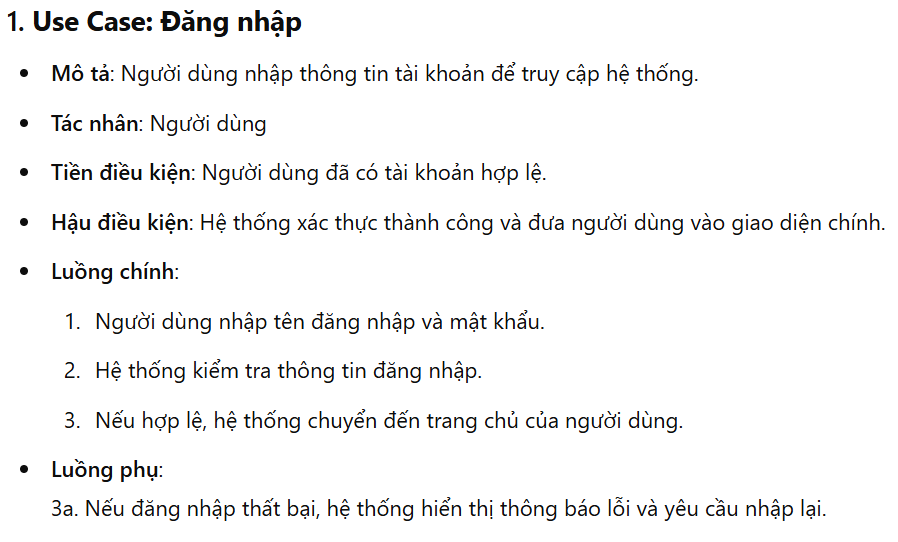 1. Use Case: Đăng nhập
• Mô tả: Người dùng nhập thông tin tài khoản để truy cập hệ thống.
• Tác nhân: Người dùng
• Tiền điều kiện: Người dùng đã có tài khoản hợp lệ.
• Hậu điều kiện: Hệ thống xác thực thành công và đưa người dùng vào giao diện chính.
• Luồng chính:
1. Người dùng nhập tên đăng nhập và mật khẩu.
2. Hệ thống kiểm tra thông tin đăng nhập.
3. Nếu hợp lệ, hệ thống chuyển đến trang chủ của người dùng.
• Luồng phụ:
3a. Nếu đăng nhập thất bại, hệ thống hiển thị thông báo lỗi và yêu cầu nhập lại.